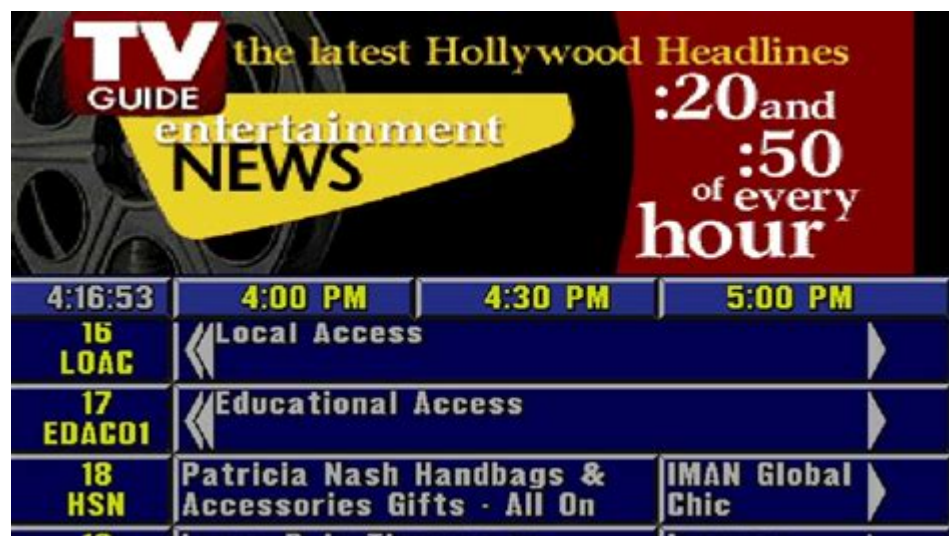 TV
GUIDE
the latest Hollywood Headlines
entertainment
NEWS
:20 and
:50
of every
hour
4:16:53 4:00 PM 4:30 PM 5:00 PM
16 Local Access
LOAC
17 Educational Access
EDAC01
18 Patricia Nash Handbags & IMAN Global
HSN Accessories Gifts - All On Chic